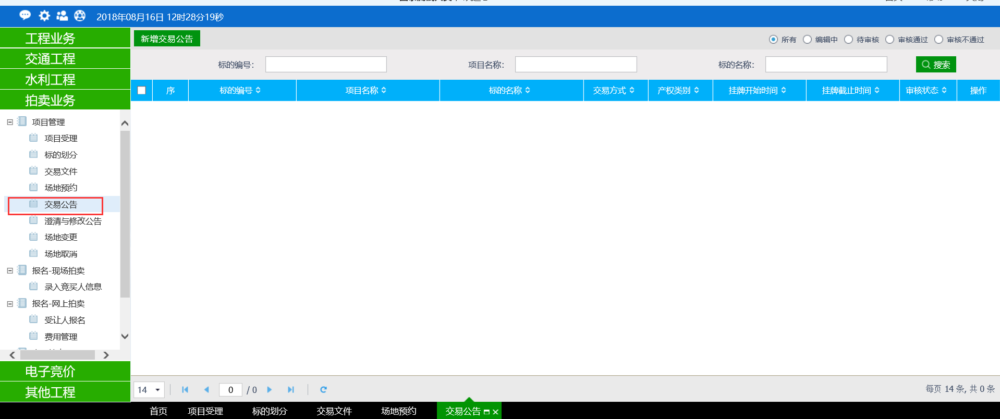 2018年08月16日 12时28分19秒
工程业务
交通工程
水利工程
拍卖业务
项目管理
项目受理
标的划分
交易文件
场地预约
交易公告
澄清与修改公告
场地变更
场地取消
报名-现场拍卖
录入竞买人信息
报名-网上拍卖
受让人报名
费用管理
电子竞价
其他工程
新增交易公告
所有 编辑中 待审核 审核通过 审核不通过
标的编号： 项目名称： 标的名称： 搜索
序 标的编号 项目名称 标的名称 交易方式 产权类别 挂牌开始时间 挂牌截止时间 审核状态 操作
14 0 / 0 每页 14 条, 共 0 条
首页 项目受理 标的划分 交易文件 场地预约 交易公告